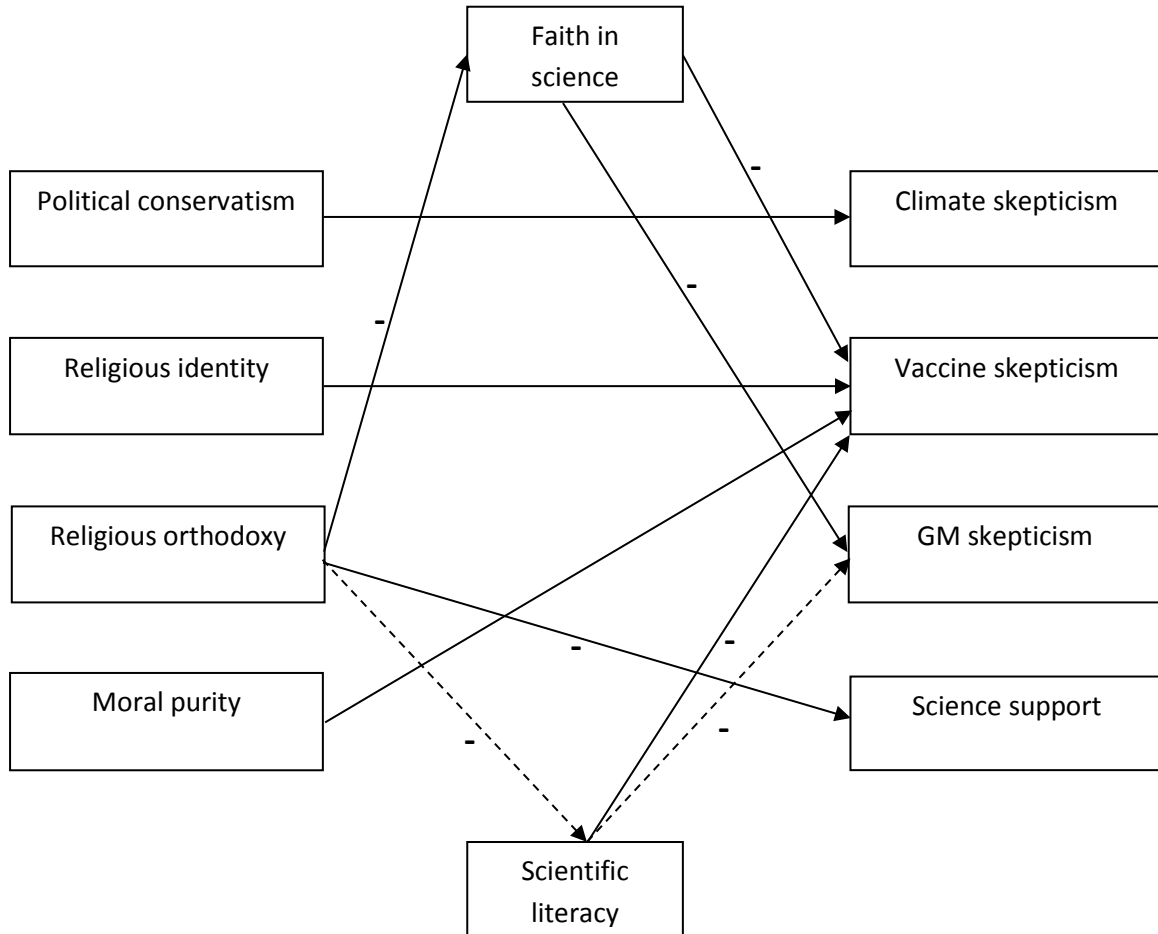 Faith in
science
-
Political conservatism
Climate skepticism
-
-
Religious identity
Vaccine skepticism
Religious orthodoxy
GM skepticism
-
-
Moral purity
Science support
-
-
Scientific
literacy